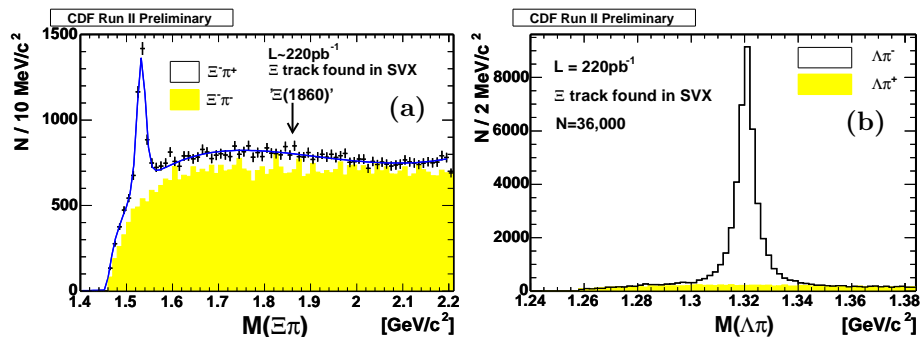 CDF Run II Preliminary
N / 10 MeV/c²
1500
1000
500
0
L~220pb⁻¹
Ξ track found in SVX
'Ξ(1860)'
Ξ⁻π⁺
Ξ⁻π⁻
(a)
1.4 1.5 1.6 1.7 1.8 1.9 2 2.1 2.2
M(Ξπ) [GeV/c²]
CDF Run II Preliminary
N / 2 MeV/c²
8000
6000
4000
2000
0
L = 220pb⁻¹
Ξ track found in SVX
N=36,000
Λπ⁻
Λπ⁺
(b)
1.24 1.26 1.3 1.32 1.34 1.36 1.38
M(Λπ) [GeV/c²]